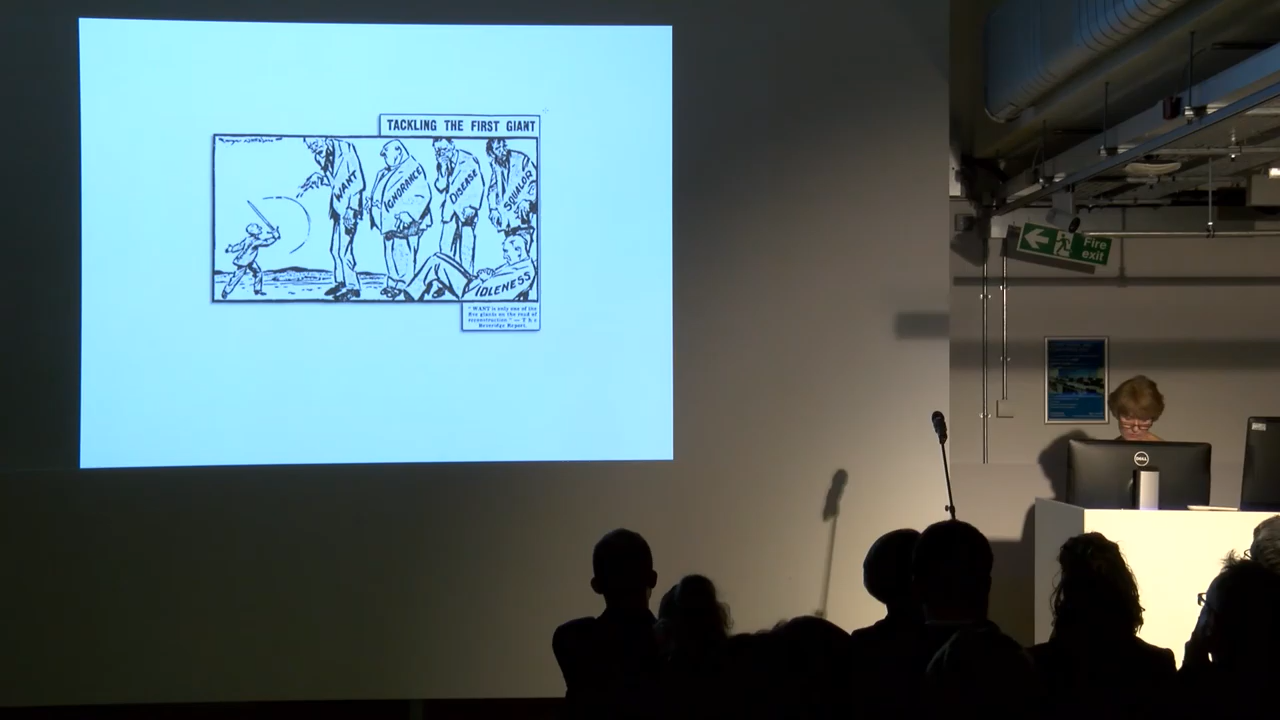 TACKLING THE FIRST GIANT
WANT
IGNORANCE
DISEASE
SQUALOR
IDLENESS
"WANT is only one of the
five giants on the road of
reconstruction" — The
Beveridge Report.
Fire
exit
DELL